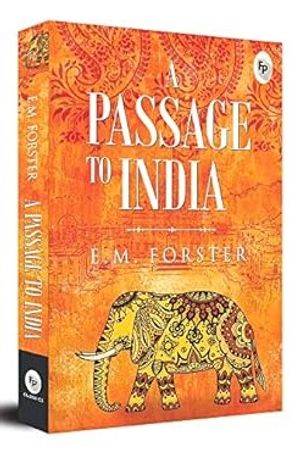 FP
A
PASSAGE
TO INDIA
E.M. FORSTER
E.M. FORSTER
A PASSAGE TO INDIA
FP